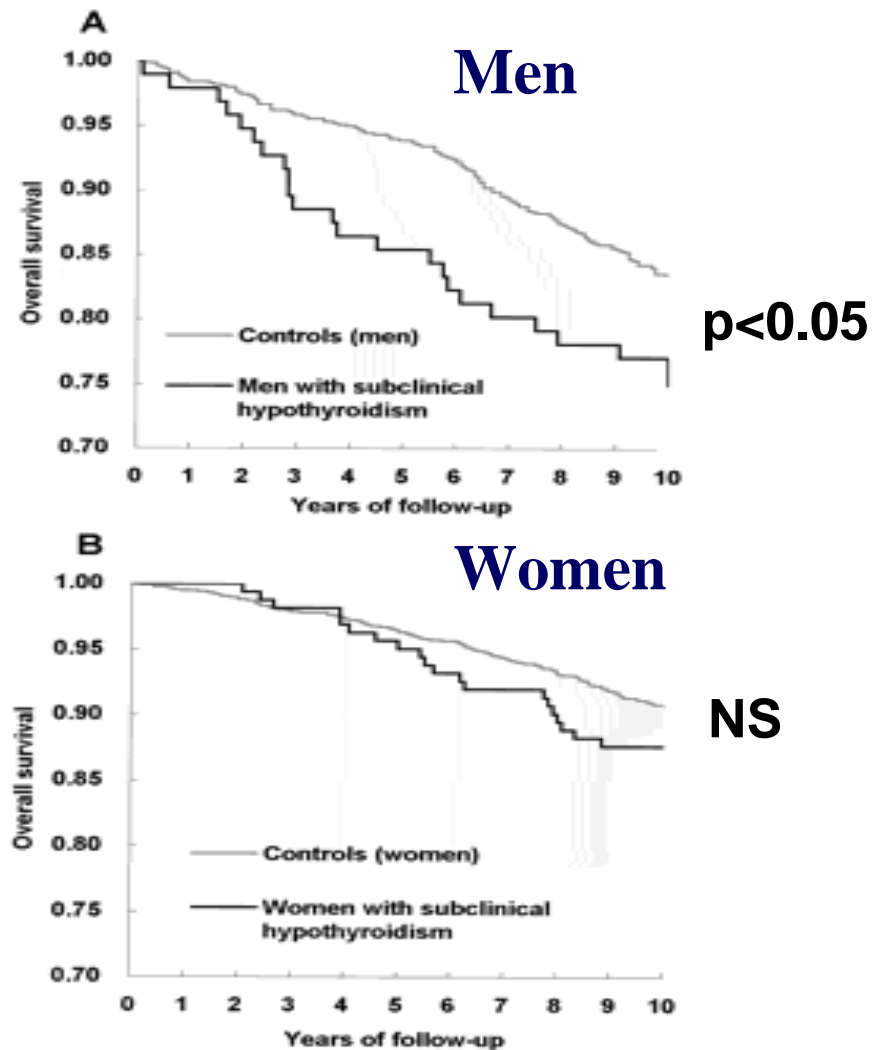 A
Men
1.00
0.95
0.90
0.85
0.80
0.75
0.70
Overall survival
Controls (men)
Men with subclinical
hypothyroidism
p<0.05
0 1 2 3 4 5 6 7 8 9 10
Years of follow-up
B
Women
1.00
0.95
0.90
0.85
0.80
0.75
0.70
Overall survival
NS
Controls (women)
Women with subclinical
hypothyroidism
0 1 2 3 4 5 6 7 8 9 10
Years of follow-up